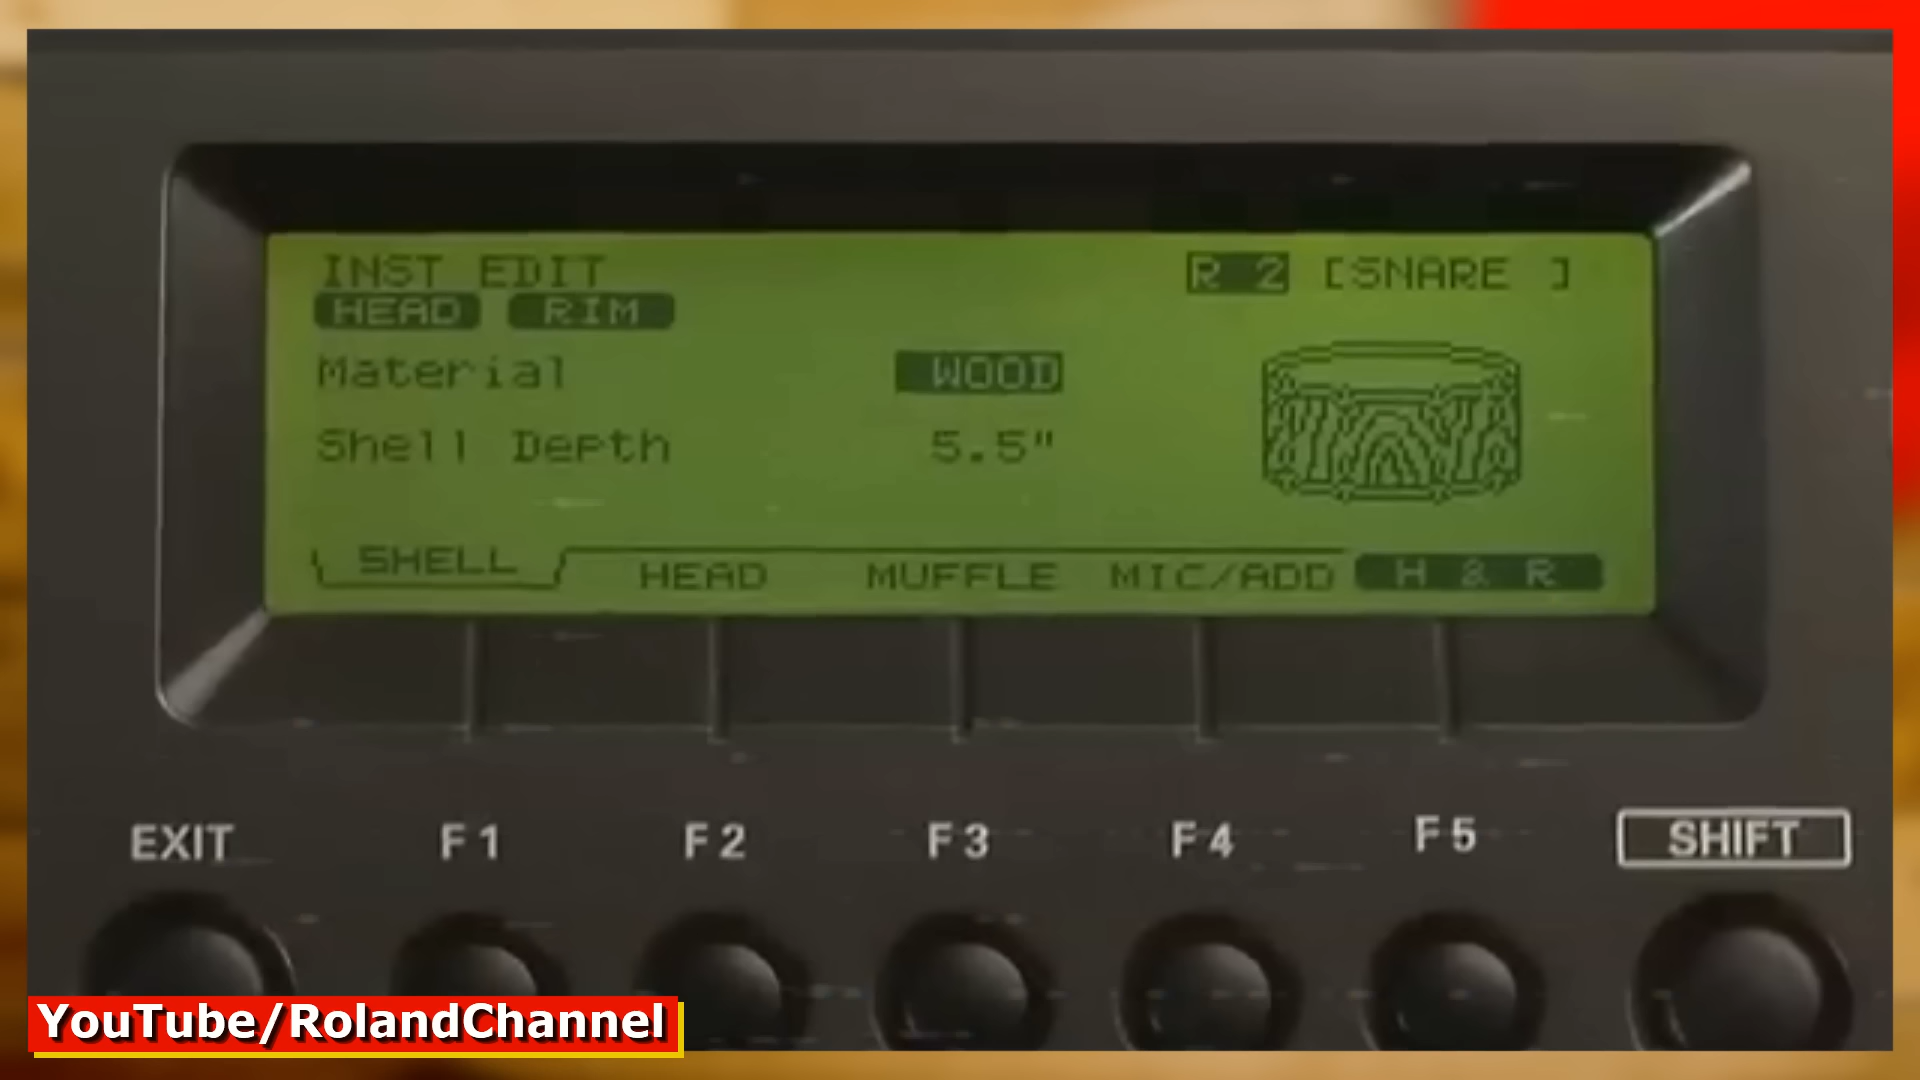 INST EDIT R 2 [SNARE ]
HEAD RIM
Material WOOD
Shell Depth 5.5"
SHELL HEAD MUFFLE MIC/ADD H & R
EXIT F1 F2 F3 F4 F5 SHIFT
YouTube/RolandChannel